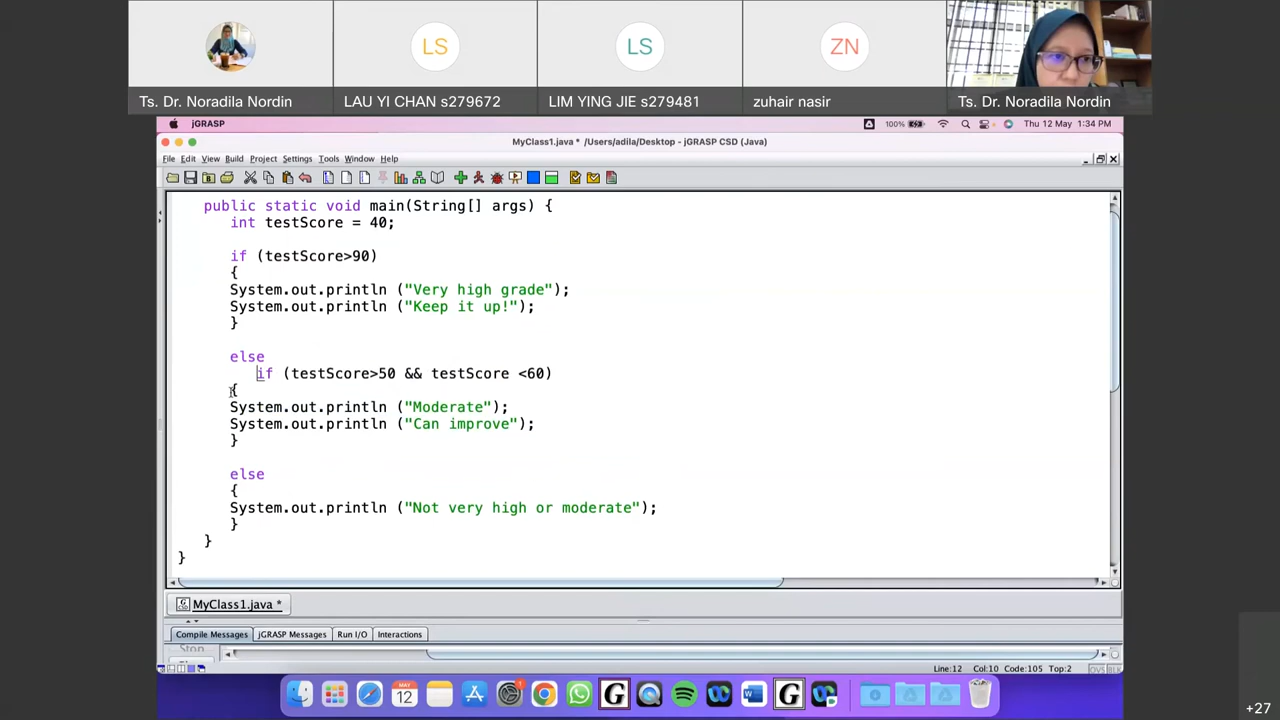 LS
LS
ZN
Ts. Dr. Noradila Nordin
LAU YI CHAN s279672
LIM YING JIE s279481
zuhair nasir
Ts. Dr. Noradila Nordin
jGRASP
100%
Thu 12 May 1:34 PM
MyClass1.java * /Users/adila/Desktop - jGRASP CSD (Java)
File Edit View Build Project Settings Tools Window Help
public static void main(String[] args) {
int testScore = 40;
if (testScore>90)
{
System.out.println ("Very high grade");
System.out.println ("Keep it up!");
}
else
if (testScore>50 && testScore <60)
{
System.out.println ("Moderate");
System.out.println ("Can improve");
}
else
{
System.out.println ("Not very high or moderate");
}
}
}
MyClass1.java *
Compile Messages jGRASP Messages Run I/O Interactions
Stop
Line:12 Col:10 Code:105 Top:2 OVS BLK
MAY
12
+27